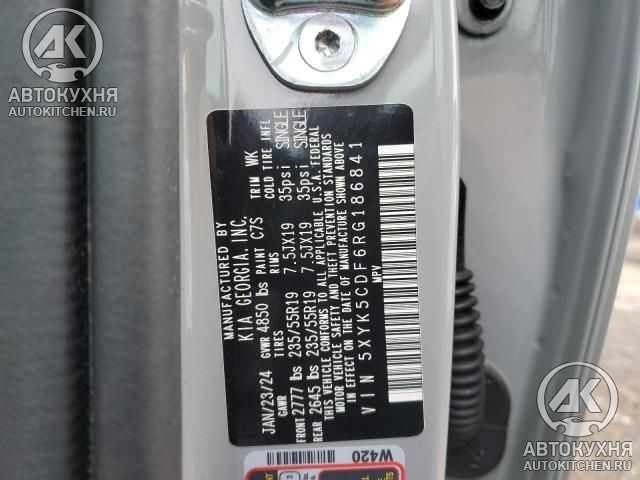 АВТОКУХНЯ
AUTOKITCHEN.RU
MANUFACTURED BY
KIA GEORGIA, INC.
JAN/23/24 GVWR 4850 lbs PAINT C7S TRIM WK
GAWR TIRES RIMS COLD TIRE INFL
FRONT 2777 lbs 235/55R19 7.5JX19 35psi SINGLE
REAR 2645 lbs 235/55R19 7.5JX19 35psi SINGLE
THIS VEHICLE CONFORMS TO ALL APPLICABLE U.S.A. FEDERAL
MOTOR VEHICLE SAFETY AND THEFT PREVENTION STANDARDS
IN EFFECT ON THE DATE OF MANUFACTURE SHOWN ABOVE
VIN 5XYK5CDF6RG186841
MPV
W420
АВТОКУХНЯ
AUTOKITCHEN.RU